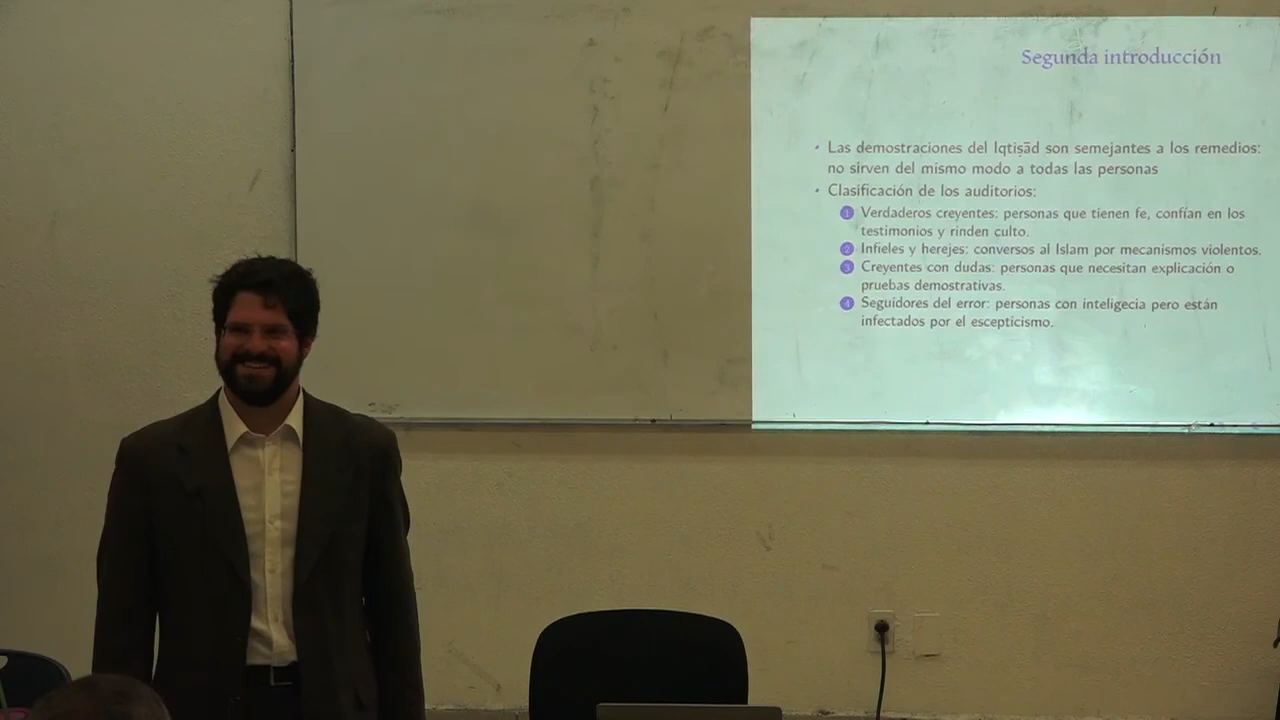 Segunda introducción
• Las demostraciones del Iqtiṣād son semejantes a los remedios:
no sirven del mismo modo a todas las personas
• Clasificación de los auditorios:
1 Verdaderos creyentes: personas que tienen fe, confían en los
testimonios y rinden culto.
2 Infieles y herejes: conversos al Islam por mecanismos violentos.
3 Creyentes con dudas: personas que necesitan explicación o
pruebas demostrativas.
4 Seguidores del error: personas con inteligecia pero están
infectados por el escepticismo.